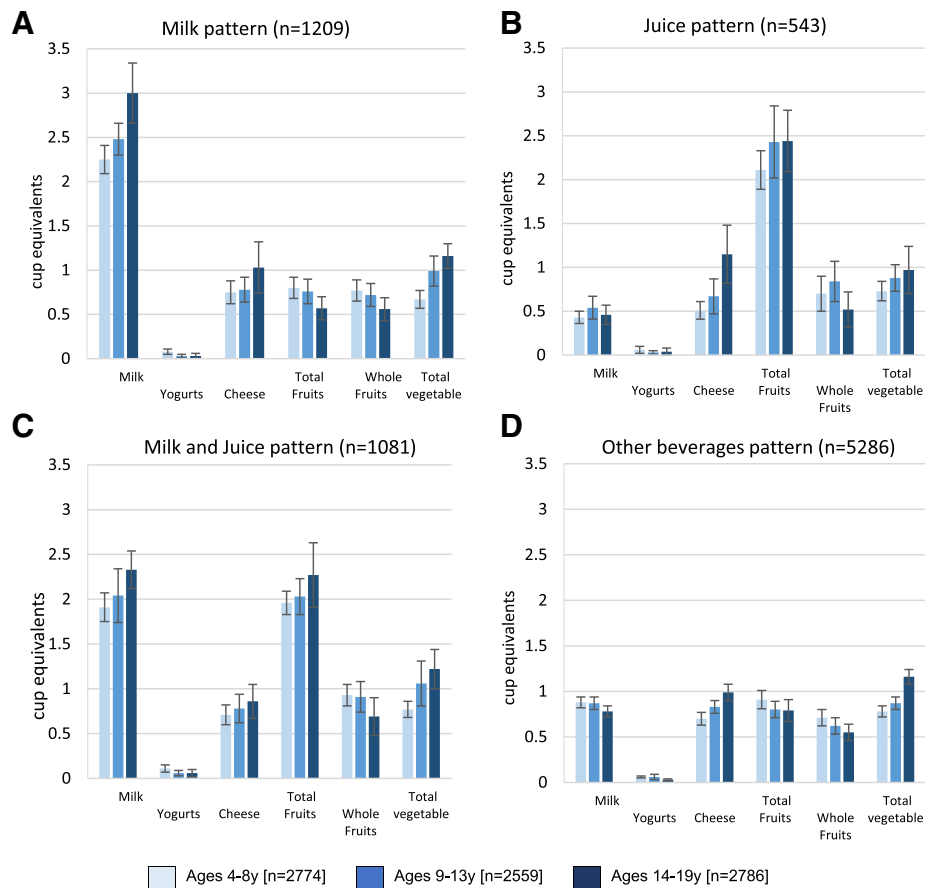 A
Milk pattern (n=1209)
3.5
3
2.5
2
1.5
1
0.5
0
cup equivalents
Milk
Yogurts
Cheese
Total
Fruits
Whole
Fruits
Total
vegetable
B
Juice pattern (n=543)
3.5
3
2.5
2
1.5
1
0.5
0
cup equivalents
Milk
Yogurts
Cheese
Total
Fruits
Whole
Fruits
Total
vegetable
C
Milk and Juice pattern (n=1081)
3.5
3
2.5
2
1.5
1
0.5
0
cup equivalents
Milk
Yogurts
Cheese
Total
Fruits
Whole
Fruits
Total
vegetable
D
Other beverages pattern (n=5286)
3.5
3
2.5
2
1.5
1
0.5
0
cup equivalents
Milk
Yogurts
Cheese
Total
Fruits
Whole
Fruits
Total
vegetable
Ages 4-8y [n=2774]
Ages 9-13y [n=2559]
Ages 14-19y [n=2786]